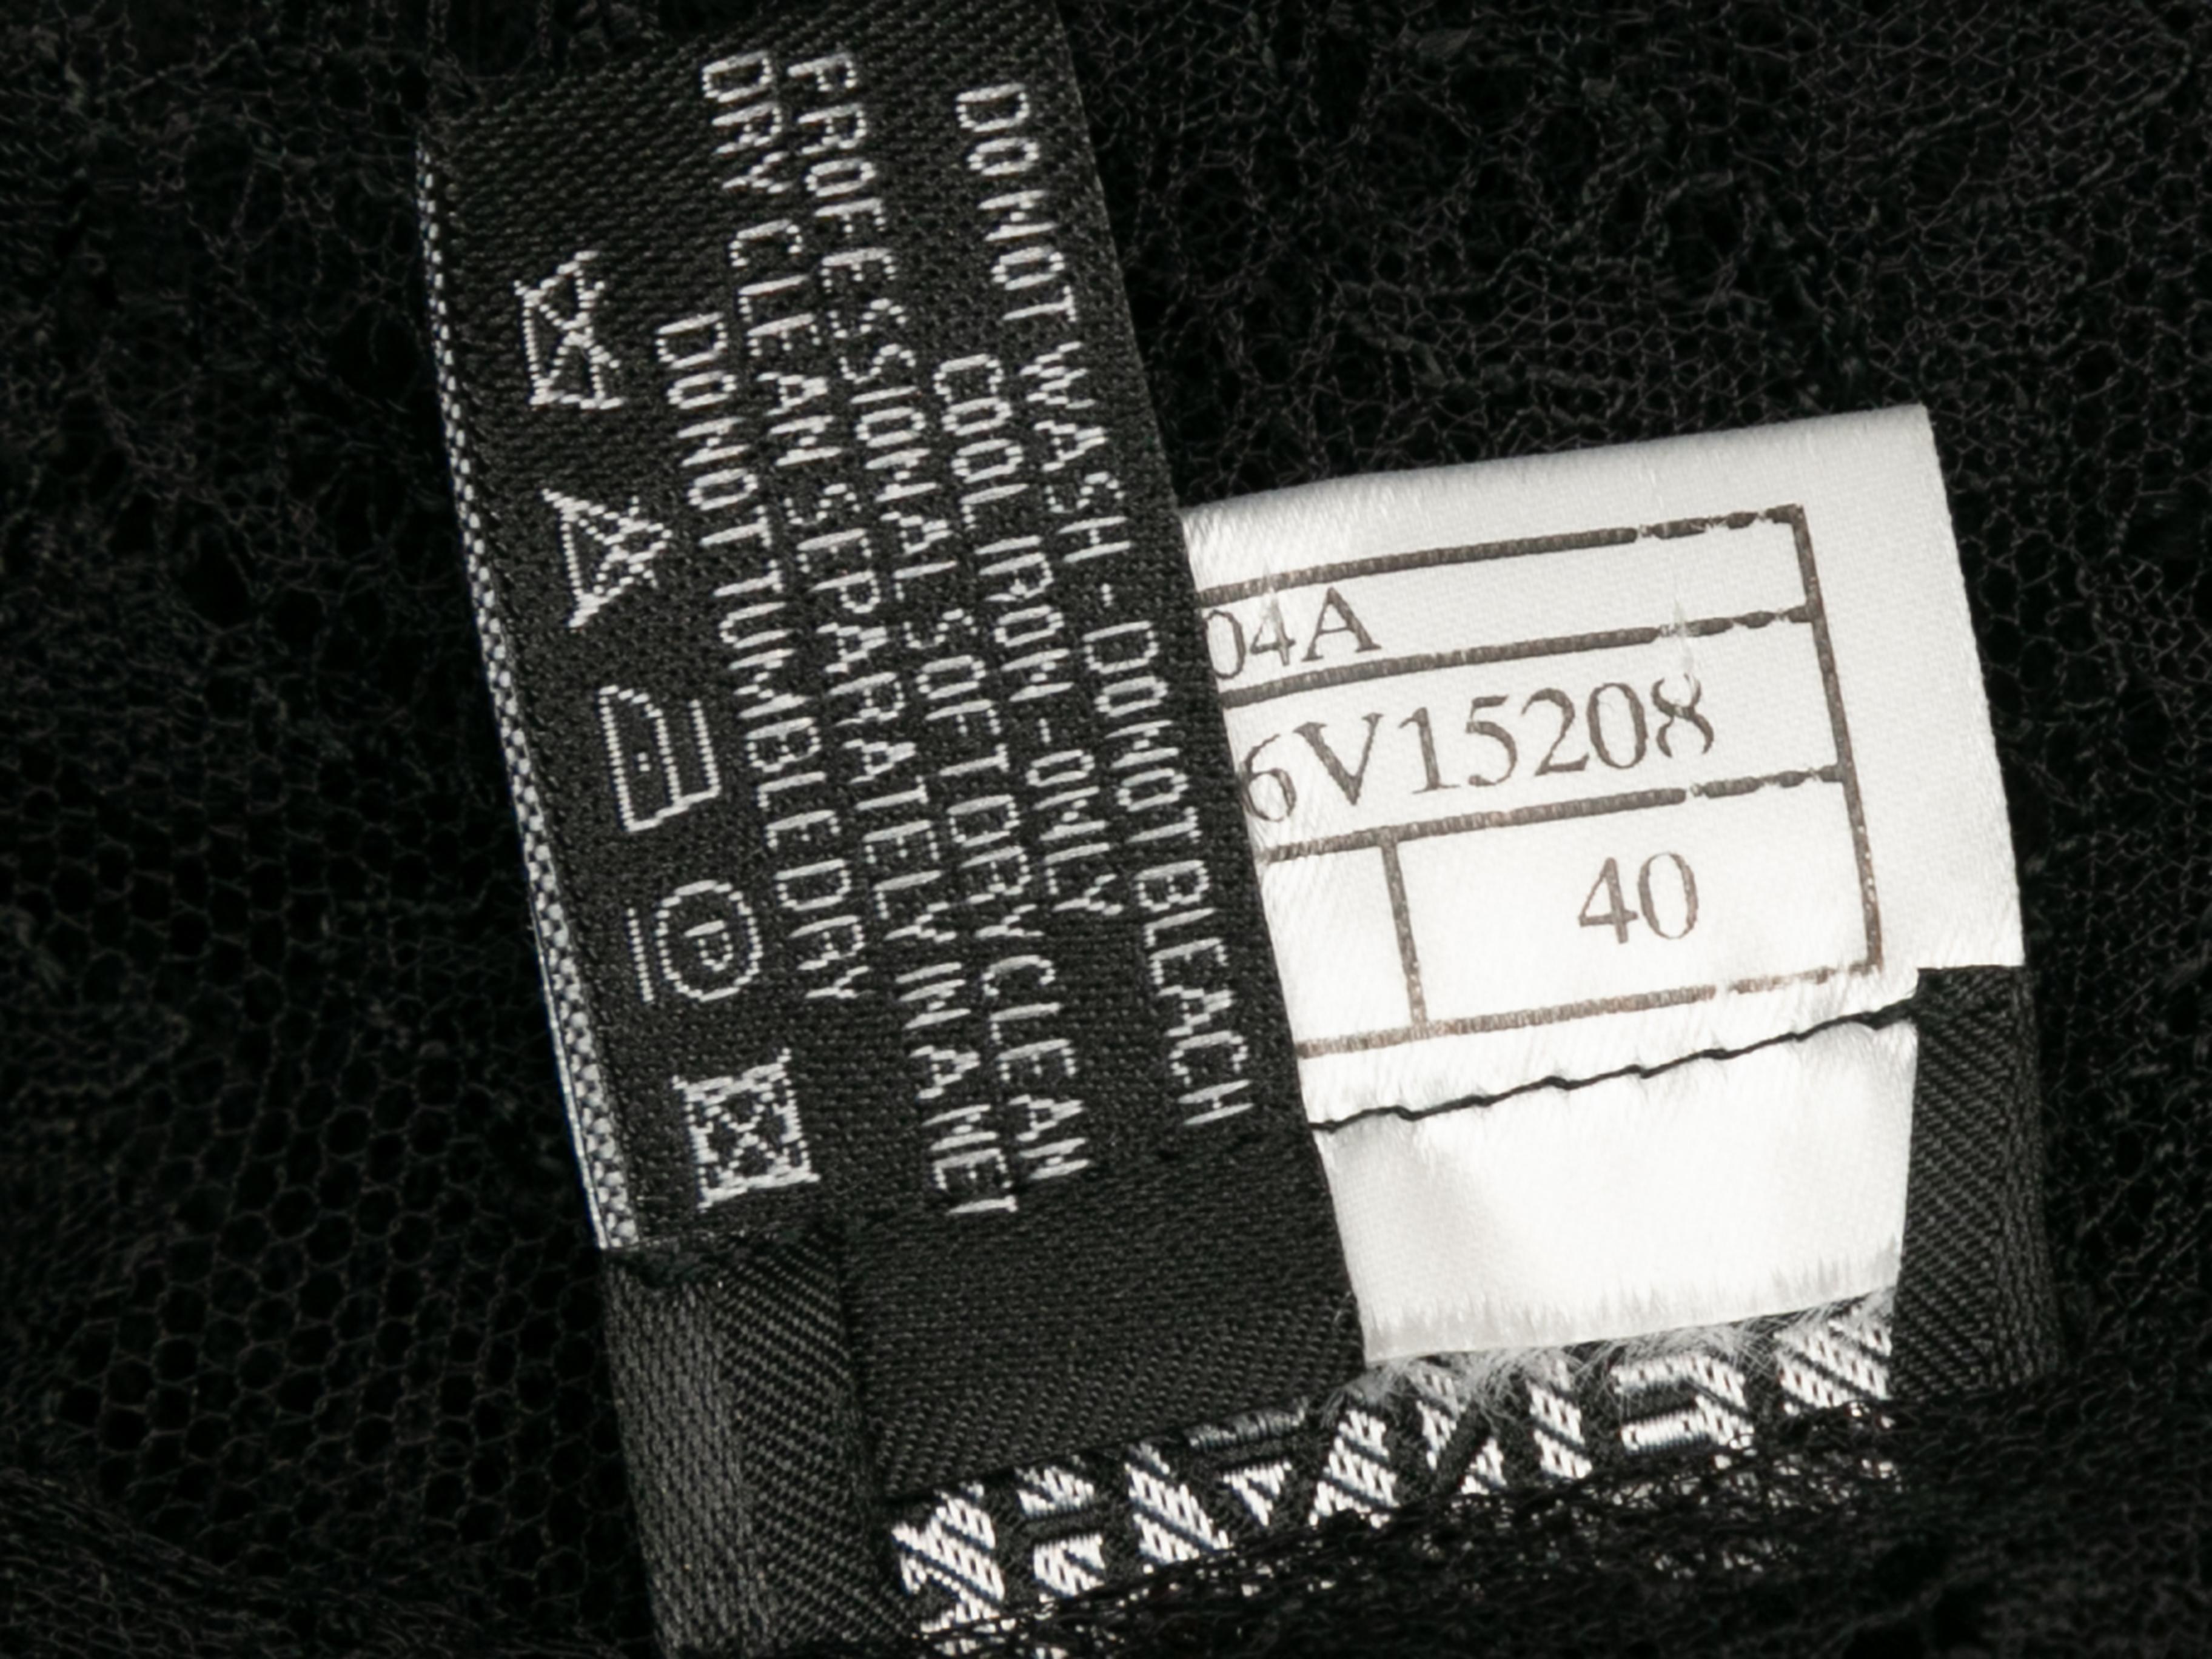 DO NOT WASH - DO NOT BLEACH
COOL IRON - ONLY
PROFESSIONAL SOFT DRY CLEAN
DRY CLEAN SEPARATELY IN A NET
DO NOT TUMBLE DRY
P
04A
6V15208
40